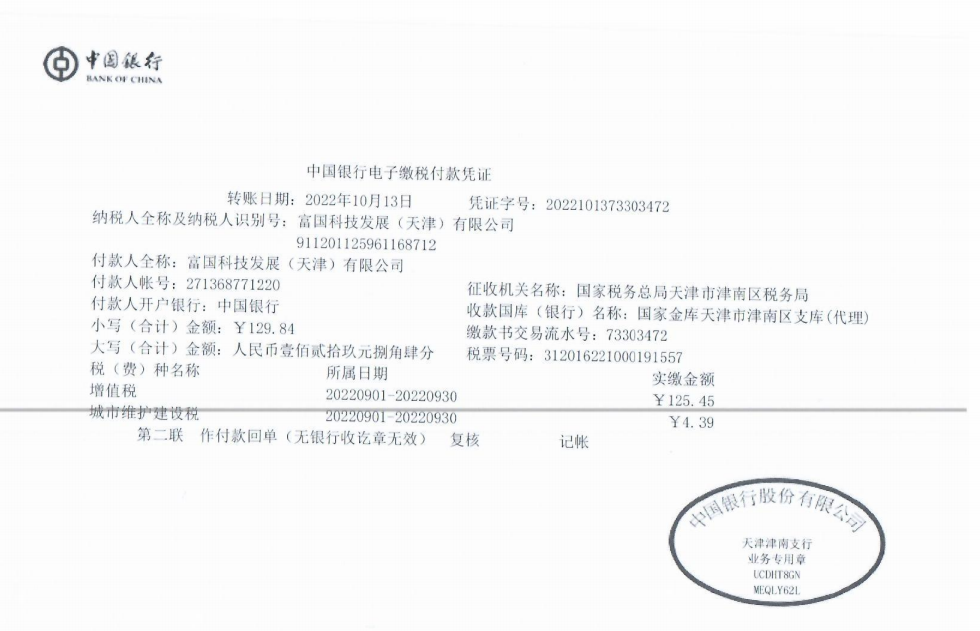 中国银行
BANK OF CHINA
中国银行电子缴税付款凭证
转账日期：2022年10月13日 凭证字号：2022101373303472
纳税人全称及纳税人识别号：富国科技发展（天津）有限公司
911201125961168712
付款人全称：富国科技发展（天津）有限公司
付款人帐号：271368771220 征收机关名称：国家税务总局天津市津南区税务局
付款人开户银行：中国银行 收款国库（银行）名称：国家金库天津市津南区支库(代理)
小写（合计）金额：￥129.84 缴款书交易流水号：73303472
大写（合计）金额：人民币壹佰贰拾玖元捌角肆分 税票号码：312016221000191557
税（费）种名称 所属日期 实缴金额
增值税 20220901-20220930 ￥125.45
城市维护建设税 20220901-20220930 ￥4.39
第二联 作付款回单（无银行收讫章无效） 复核 记帐
中国银行股份有限公司
天津津南支行
业务专用章
UCDHT8GN
MEQLY62L